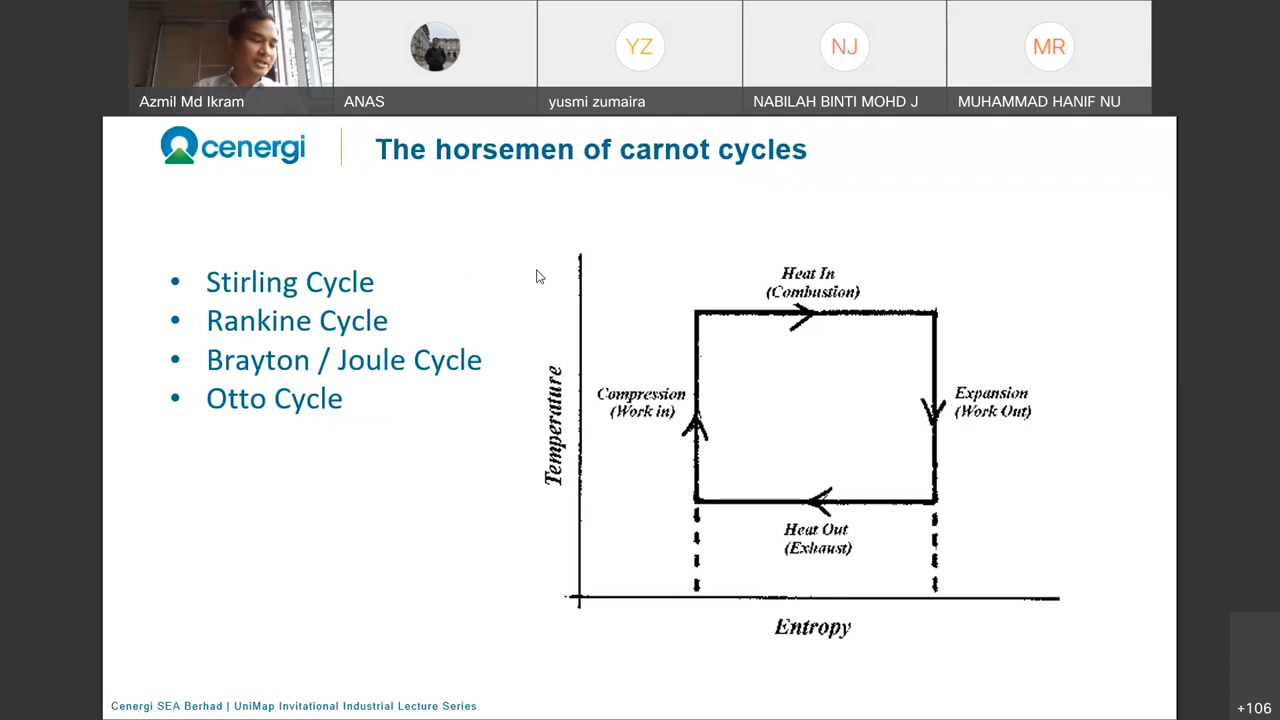 YZ
NJ
MR
Azmil Md Ikram
ANAS
yusmi zumaira
NABILAH BINTI MOHD J
MUHAMMAD HANIF NU
cenergi
The horsemen of carnot cycles
• Stirling Cycle
• Rankine Cycle
• Brayton / Joule Cycle
• Otto Cycle
Temperature
Heat In
(Combustion)
Compression
(Work in)
Expansion
(Work Out)
Heat Out
(Exhaust)
Entropy
Cenergi SEA Berhad | UniMap Invitational Industrial Lecture Series
+106